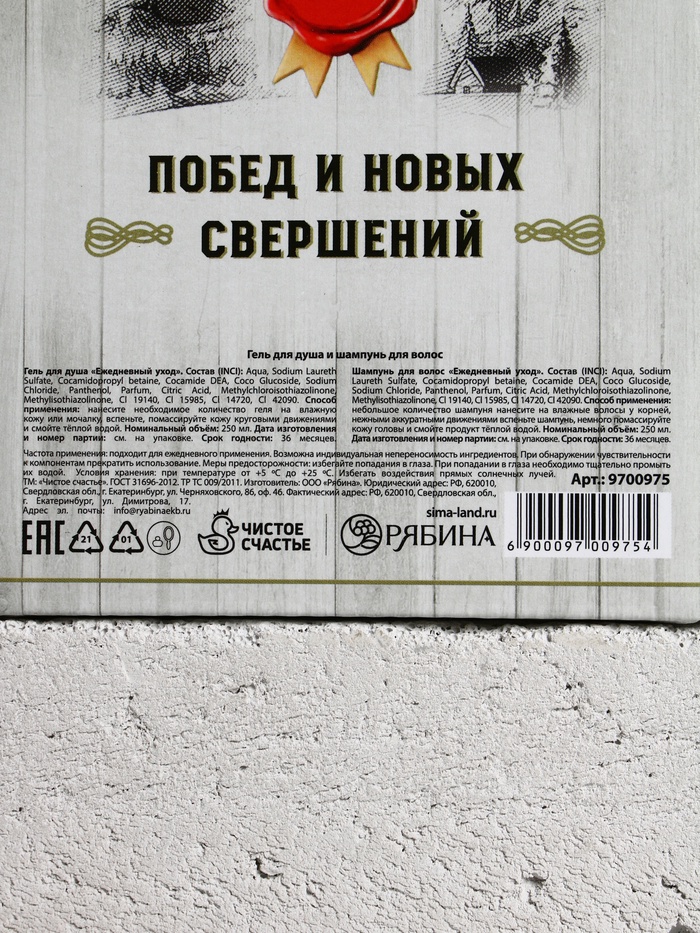 ПОБЕД И НОВЫХ
СВЕРШЕНИЙ
Гель для душа и шампунь для волос
Гель для душа «Ежедневный уход». Состав (INCI): Aqua, Sodium Laureth
Sulfate, Cocamidopropyl betaine, Cocamide DEA, Coco Glucoside, Sodium
Chloride, Panthenol, Parfum, Citric Acid, Methylchloroisothiazolinone,
Methylisothiazolinone, CI 19140, CI 15985, CI 14720, CI 42090. Способ
применения: нанесите необходимое количество геля на влажную
кожу или мочалку, вспеньте, помассируйте кожу круговыми движениями
и смойте тёплой водой. Номинальный объём: 250 мл. Дата изготовления
и номер партии: см. на упаковке. Срок годности: 36 месяцев.
Шампунь для волос «Ежедневный уход». Состав (INCI): Aqua, Sodium
Laureth Sulfate, Cocamidopropyl betaine, Cocamide DEA, Coco Glucoside, Sodium
Chloride, Panthenol, Parfum, Citric Acid, Methylchloroisothiazolinone,
Methylisothiazolinone, CI 19140, CI 15985, CI 14720, CI 42090. Способ применения:
небольшое количество шампуня нанесите на влажные волосы у корней,
нежными аккуратными движениями вспеньте шампунь, немного помассируйте
кожу головы и смойте продукт тёплой водой. Номинальный объём: 250 мл.
Дата изготовления и номер партии: см. на упаковке. Срок годности: 36 месяцев.
Частота применения: подходит для ежедневного применения. Возможна индивидуальная непереносимость ингредиентов. При обнаружении чувствительности
к компонентам прекратить использование. Меры предосторожности: избегайте попадания в глаза. При попадании в глаза необходимо тщательно промыть
их водой. Условия хранения: при температуре от +5 ºС до +25 ºС. Избегать воздействия прямых солнечных лучей.
ТМ: «Чистое счастье». ГОСТ 31696-2012. ТР ТС 009/2011. Изготовитель: ООО «Рябина». Юридический адрес: РФ, 620010,
Свердловская обл., г. Екатеринбург, ул. Черняховского, 86, оф. 46. Фактический адрес: РФ, 620010, Свердловская обл.,
г. Екатеринбург, ул. Димитрова, 17.
Адрес эл. почты: info@ryabinaekb.ru
Арт.: 9700975
sima-land.ru
EAC 21 01
ЧИСТОЕ
СЧАСТЬЕ
РЯБИНА
6 900097 009754